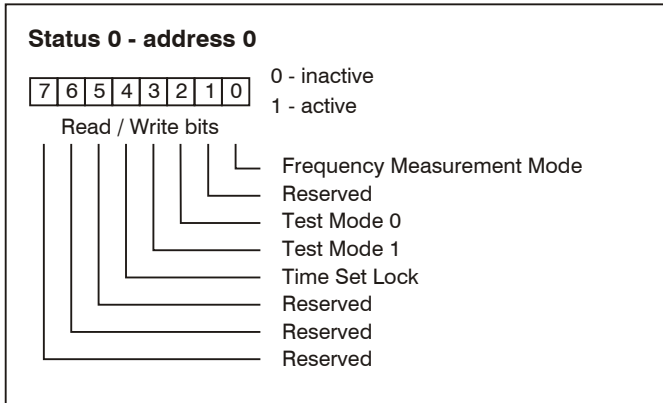 Status 0 - address 0
7 6 5 4 3 2 1 0
0 - inactive
1 - active
Read / Write bits
Frequency Measurement Mode
Reserved
Test Mode 0
Test Mode 1
Time Set Lock
Reserved
Reserved
Reserved